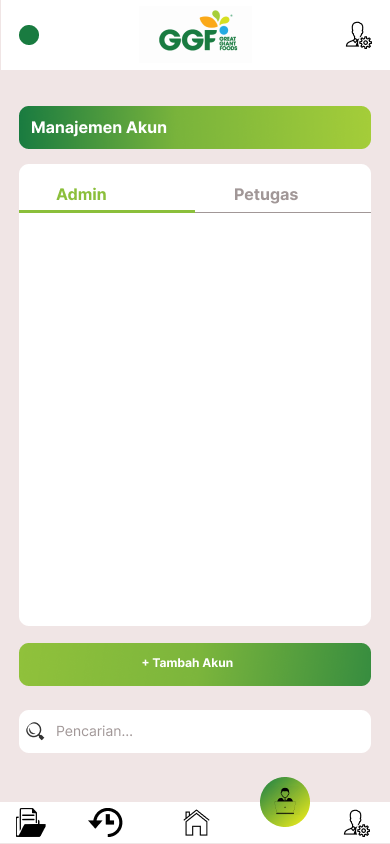 GGF GREAT
GIANT
FOODS
Manajemen Akun
Admin
Petugas
+ Tambah Akun
Pencarian...